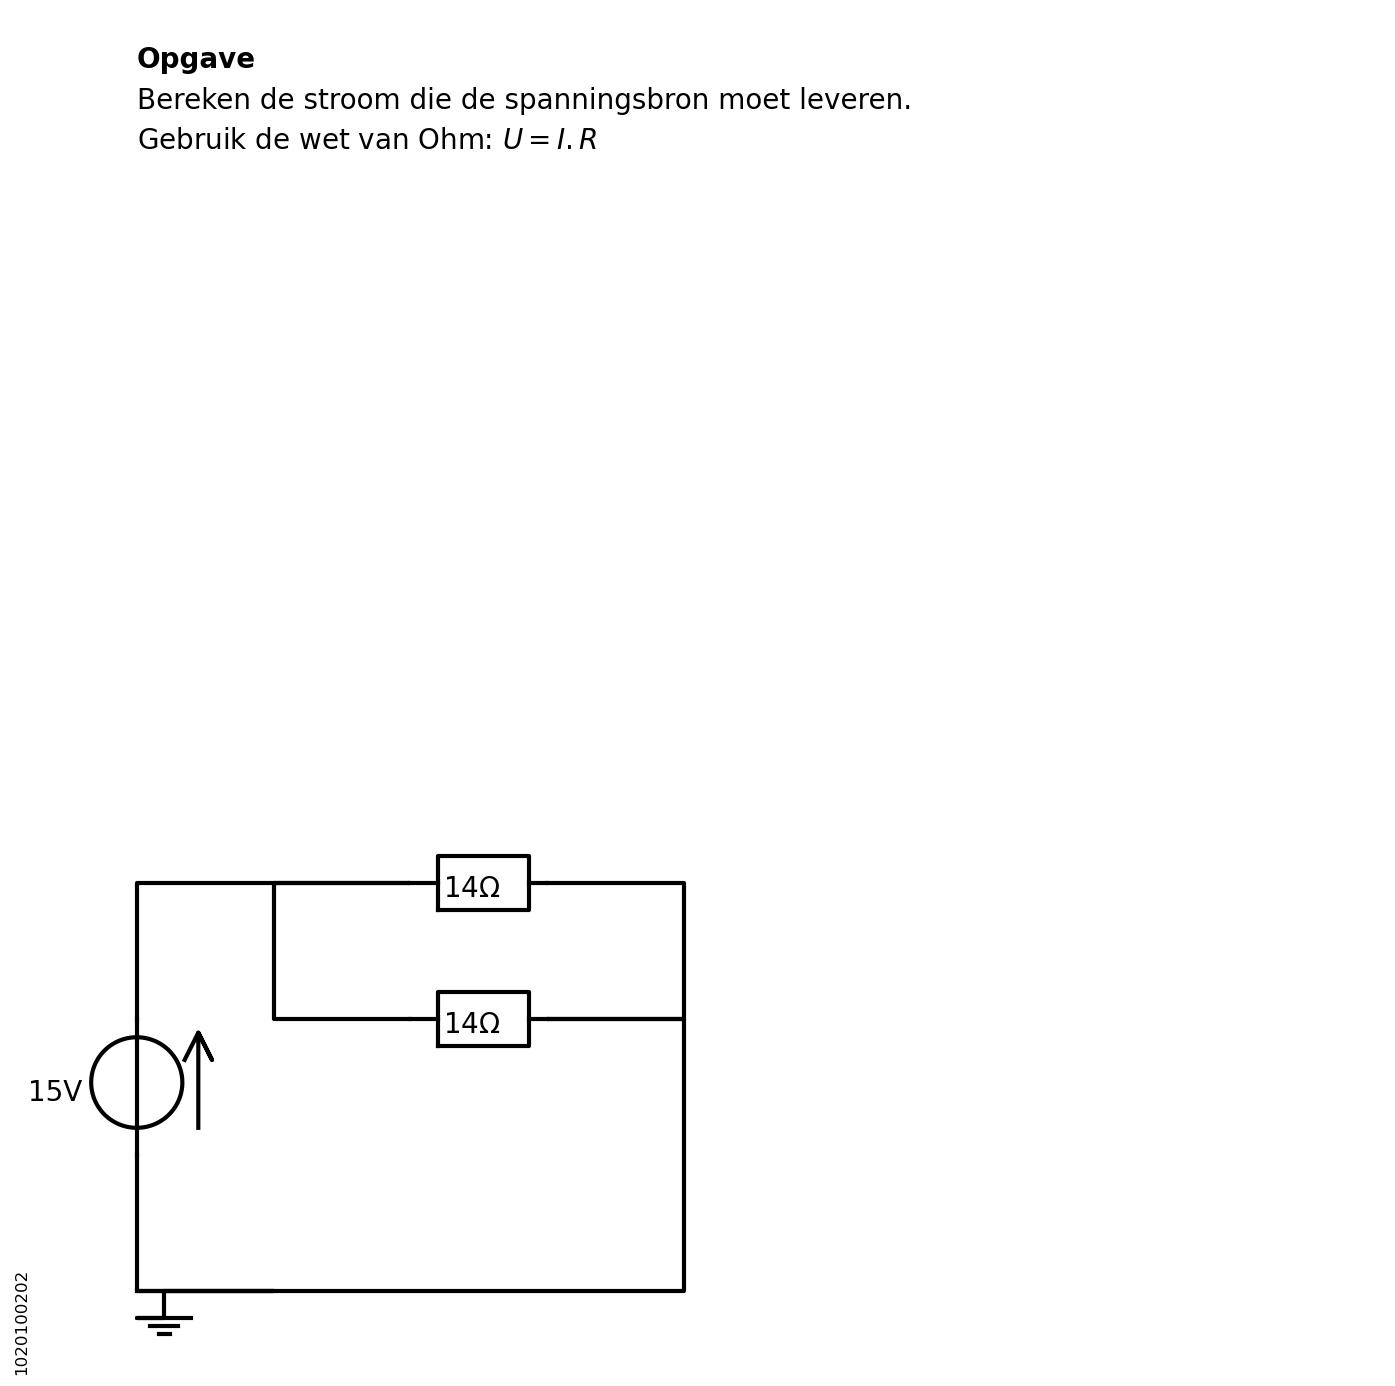 Opgave
Bereken de stroom die de spanningsbron moet leveren.
Gebruik de wet van Ohm: U = I. R
14Ω
14Ω
15V
1020100202